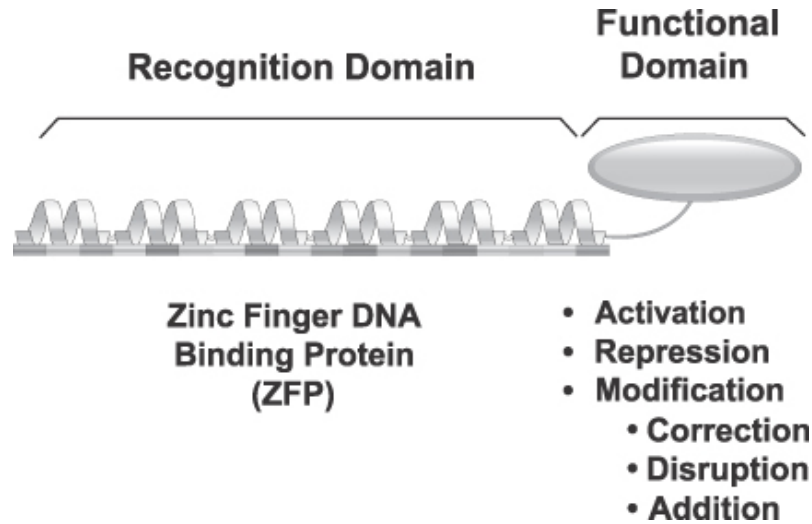 Recognition Domain
Functional
Domain
Zinc Finger DNA
Binding Protein
(ZFP)
• Activation
• Repression
• Modification
• Correction
• Disruption
• Addition